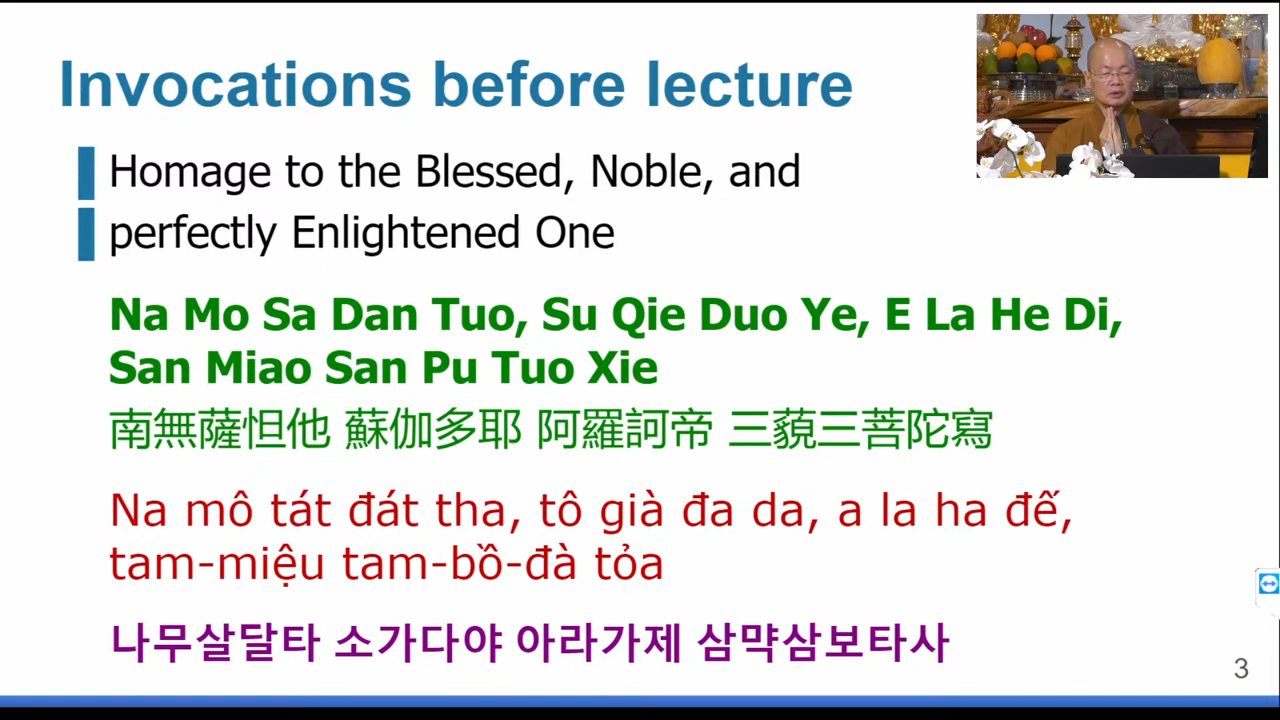 Invocations before lecture
Homage to the Blessed, Noble, and
perfectly Enlightened One
Na Mo Sa Dan Tuo, Su Qie Duo Ye, E La He Di,
San Miao San Pu Tuo Xie
南無薩怛他 蘇伽多耶 阿羅訶帝 三藐三菩陀寫
Na mô tát đát tha, tô già đa da, a la ha đế,
tam-miệu tam-bồ-đà tỏa
나무살달타 소가다야 아라가제 삼먁삼보타사
3